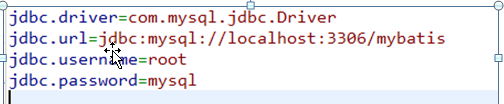 jdbc.driver=com.mysql.jdbc.Driver
jdbc.url=jdbc:mysql://localhost:3306/mybatis
jdbc.username=root
jdbc.password=mysql